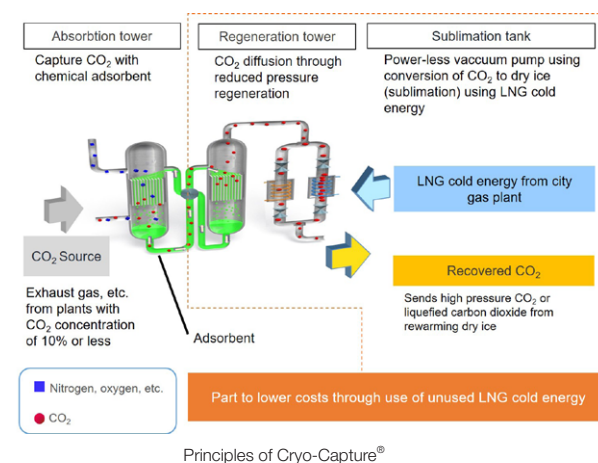 Absorbtion tower
Capture CO₂ with
chemical adsorbent
Regeneration tower
CO₂ diffusion through
reduced pressure
regeneration
Sublimation tank
Power-less vaccuum pump using
conversion of CO₂ to dry ice
(sublimation) using LNG cold
energy
LNG cold energy from city
gas plant
CO₂ Source
Exhaust gas, etc.
from plants with
CO₂ concentration
of 10% or less
Adsorbent
Recovered CO₂
Sends high pressure CO₂ or
liquefied carbon dioxide from
rewarming dry ice
Nitrogen, oxygen, etc.
CO₂
Part to lower costs through use of unused LNG cold energy
Principles of Cryo-Capture®